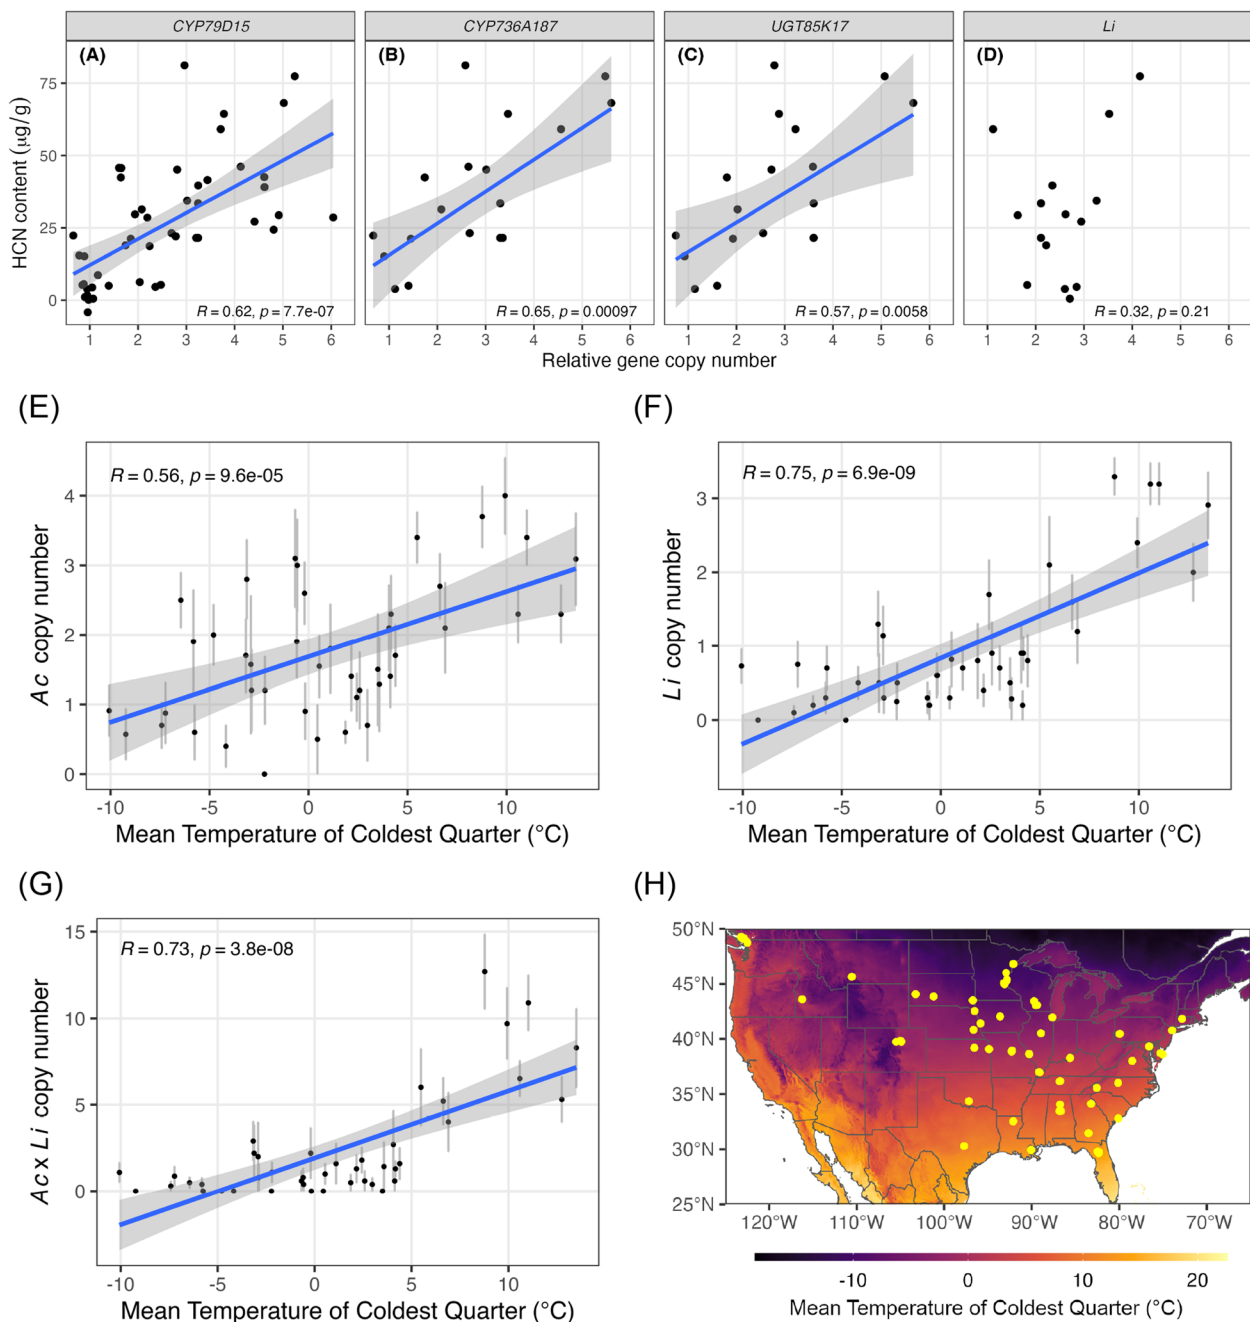 CYP79D15 CYP736A187 UGT85K17 Li
(A) (B) (C) (D)
75
50
25
0
HCN content (μg/g)
R = 0.62, p = 7.7e-07 R = 0.65, p = 0.00097 R = 0.57, p = 0.0058 R = 0.32, p = 0.21
1 2 3 4 5 6 1 2 3 4 5 6 1 2 3 4 5 6 1 2 3 4 5 6
Relative gene copy number
(E)
R = 0.56, p = 9.6e-05
4
3
2
1
0
Ac copy number
-10 -5 0 5 10
Mean Temperature of Coldest Quarter (°C)
(F)
R = 0.75, p = 6.9e-09
3
2
1
0
Li copy number
-10 -5 0 5 10
Mean Temperature of Coldest Quarter (°C)
(G)
R = 0.73, p = 3.8e-08
15
10
5
0
Ac x Li copy number
-10 -5 0 5 10
Mean Temperature of Coldest Quarter (°C)
(H)
50°N
45°N
40°N
35°N
30°N
25°N
120°W 110°W 100°W 90°W 80°W 70°W
-10 0 10 20
Mean Temperature of Coldest Quarter (°C)